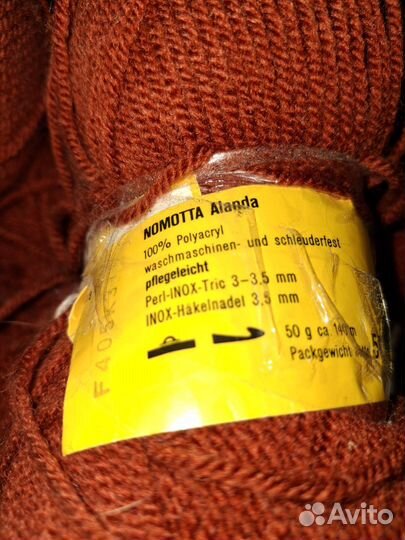 NOMOTTA Alanda
100% Polyacryl
waschmaschinen- und schleuderfest
pflegeleicht
Perl-INOX-Tric 3–3,5 mm
INOX-Häkelnadel 3,5 mm
50 g ca. 140 m
Packgewicht
Avito